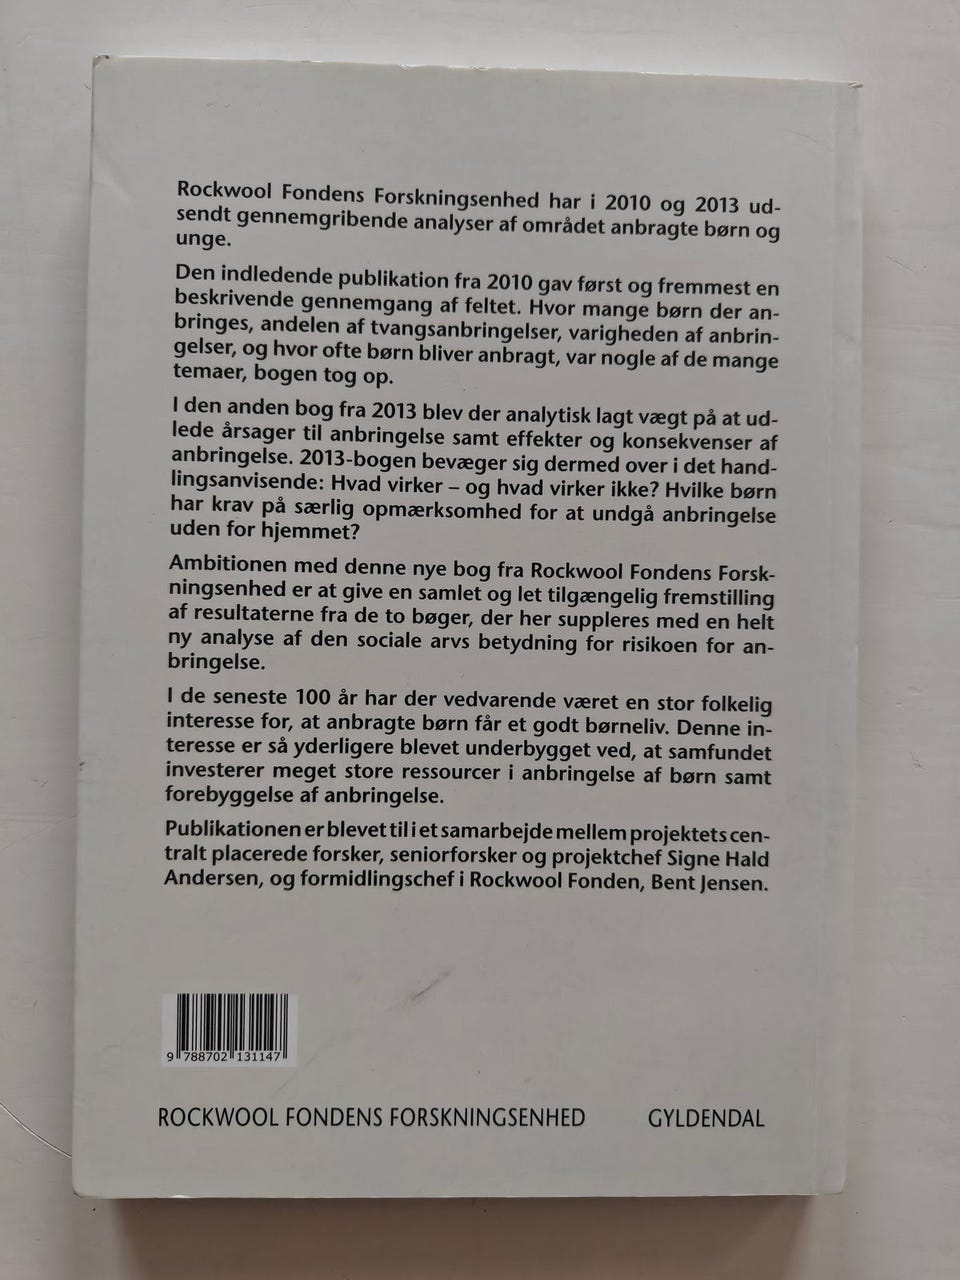 Rockwool Fondens Forskningsenhed har i 2010 og 2013 ud-
sendt gennemgribende analyser af området anbragte børn og
unge.
Den indledende publikation fra 2010 gav først og fremmest en
beskrivende gennemgang af feltet. Hvor mange børn der an-
bringes, andelen af tvangsanbringelser, varigheden af anbrin-
gelser, og hvor ofte børn bliver anbragt, var nogle af de mange
temaer, bogen tog op.
I den anden bog fra 2013 blev der analytisk lagt vægt på at ud-
lede årsager til anbringelse samt effekter og konsekvenser af
anbringelse. 2013-bogen bevæger sig dermed over i det hand-
lingsanvisende: Hvad virker – og hvad virker ikke? Hvilke børn
har krav på særlig opmærksomhed for at undgå anbringelse
uden for hjemmet?
Ambitionen med denne nye bog fra Rockwool Fondens Forsk-
ningsenhed er at give en samlet og let tilgængelig fremstilling
af resultaterne fra de to bøger, der her suppleres med en helt
ny analyse af den sociale arvs betydning for risikoen for an-
bringelse.
I de seneste 100 år har der vedvarende været en stor folkelig
interesse for, at anbragte børn får et godt børneliv. Denne in-
teresse er så yderligere blevet underbygget ved, at samfundet
investerer meget store ressourcer i anbringelse af børn samt
forebyggelse af anbringelse.
Publikationen er blevet til i et samarbejde mellem projektets cen-
tralt placerede forsker, seniorforsker og projektchef Signe Hald
Andersen, og formidlingschef i Rockwool Fonden, Bent Jensen.
9 788702 131147
ROCKWOOL FONDENS FORSKNINGSENHED GYLDENDAL